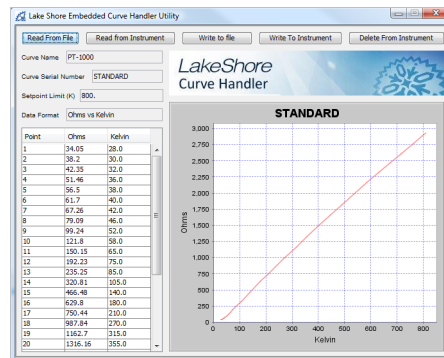 Lake Shore Embedded Curve Handler Utility
Read From File Read from Instrument Write to file Write To Instrument Delete From Instrument
Curve Name PT-1000
Curve Serial Number STANDARD
Setpoint Limit (K) 800.
Data Format Ohms vs Kelvin
LakeShore
Curve Handler
Point Ohms Kelvin
1 34.05 28.0
2 38.2 30.0
3 42.35 32.0
4 51.46 36.0
5 56.5 38.0
6 61.7 40.0
7 67.26 42.0
8 79.09 46.0
9 99.24 52.0
10 121.8 58.0
11 150.15 65.0
12 192.23 75.0
13 235.25 85.0
14 320.81 105.0
15 466.48 140.0
16 629.8 180.0
17 750.44 210.0
18 987.84 270.0
19 1162.7 315.0
20 1316.16 355.0
STANDARD
Ohms
3,000
2,750
2,500
2,250
2,000
1,750
1,500
1,250
1,000
750
500
250
0
0 100 200 300 400 500 600 700 800
Kelvin